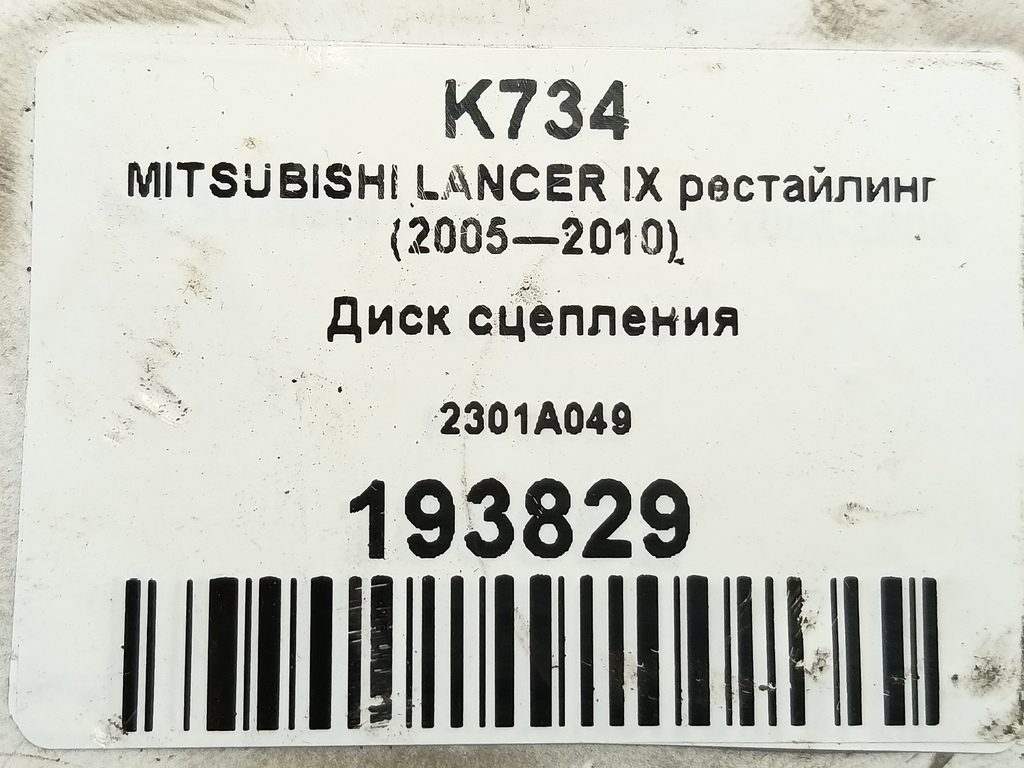 K734
MITSUBISHI LANCER IX рестайлинг
(2005—2010)
Диск сцепления
2301A049
193829